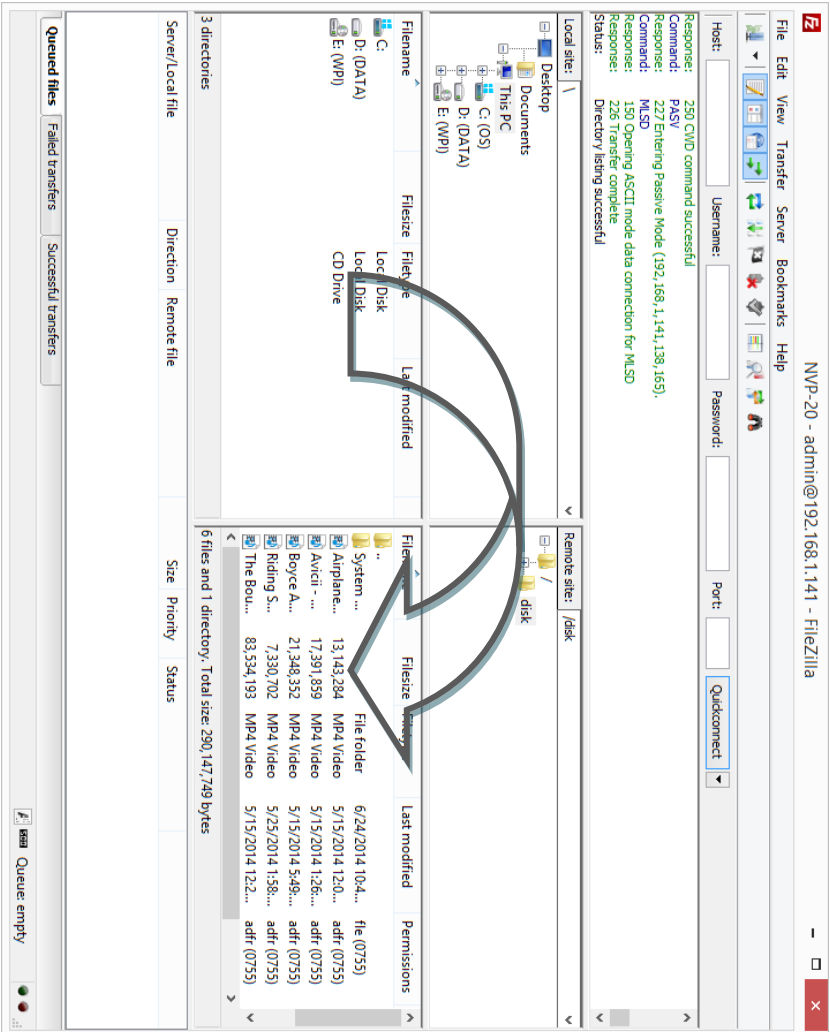 NVP-20 - admin@192.168.1.141 - FileZilla
File Edit View Transfer Server Bookmarks Help
Host: Username: Password: Port: Quickconnect
Response: 250 CWD command successful
Command: PASV
Response: 227 Entering Passive Mode (192,168,1,141,138,165).
Command: MLSD
Response: 150 Opening ASCII mode data connection for MLSD
Response: 226 Transfer complete
Status: Directory listing successful
Local site: \
Desktop
Documents
This PC
C: (OS)
D: (DATA)
E: (WPI)
Remote site: /disk
/
disk
Filename Filesize Filetype Last modified
C: Local Disk
D: (DATA) Local Disk
E: (WPI) CD Drive
3 directories
Filesize Last modified Permissions
..
System ... File folder 6/24/2014 10:4... fle (0755)
Airplane... 13,143,284 MP4 Video 5/15/2014 12:0... adfr (0755)
Avicii - ... 17,391,859 MP4 Video 5/15/2014 1:26:... adfr (0755)
Boyce A... 21,348,352 MP4 Video 5/15/2014 5:49:... adfr (0755)
Riding S... 7,330,702 MP4 Video 5/25/2014 1:58:... adfr (0755)
The Bou... 83,534,193 MP4 Video 5/15/2014 12:2... adfr (0755)
6 files and 1 directory. Total size: 290,147,749 bytes
Server/Local file Direction Remote file Size Priority Status
Queued files Failed transfers Successful transfers
Queue: empty